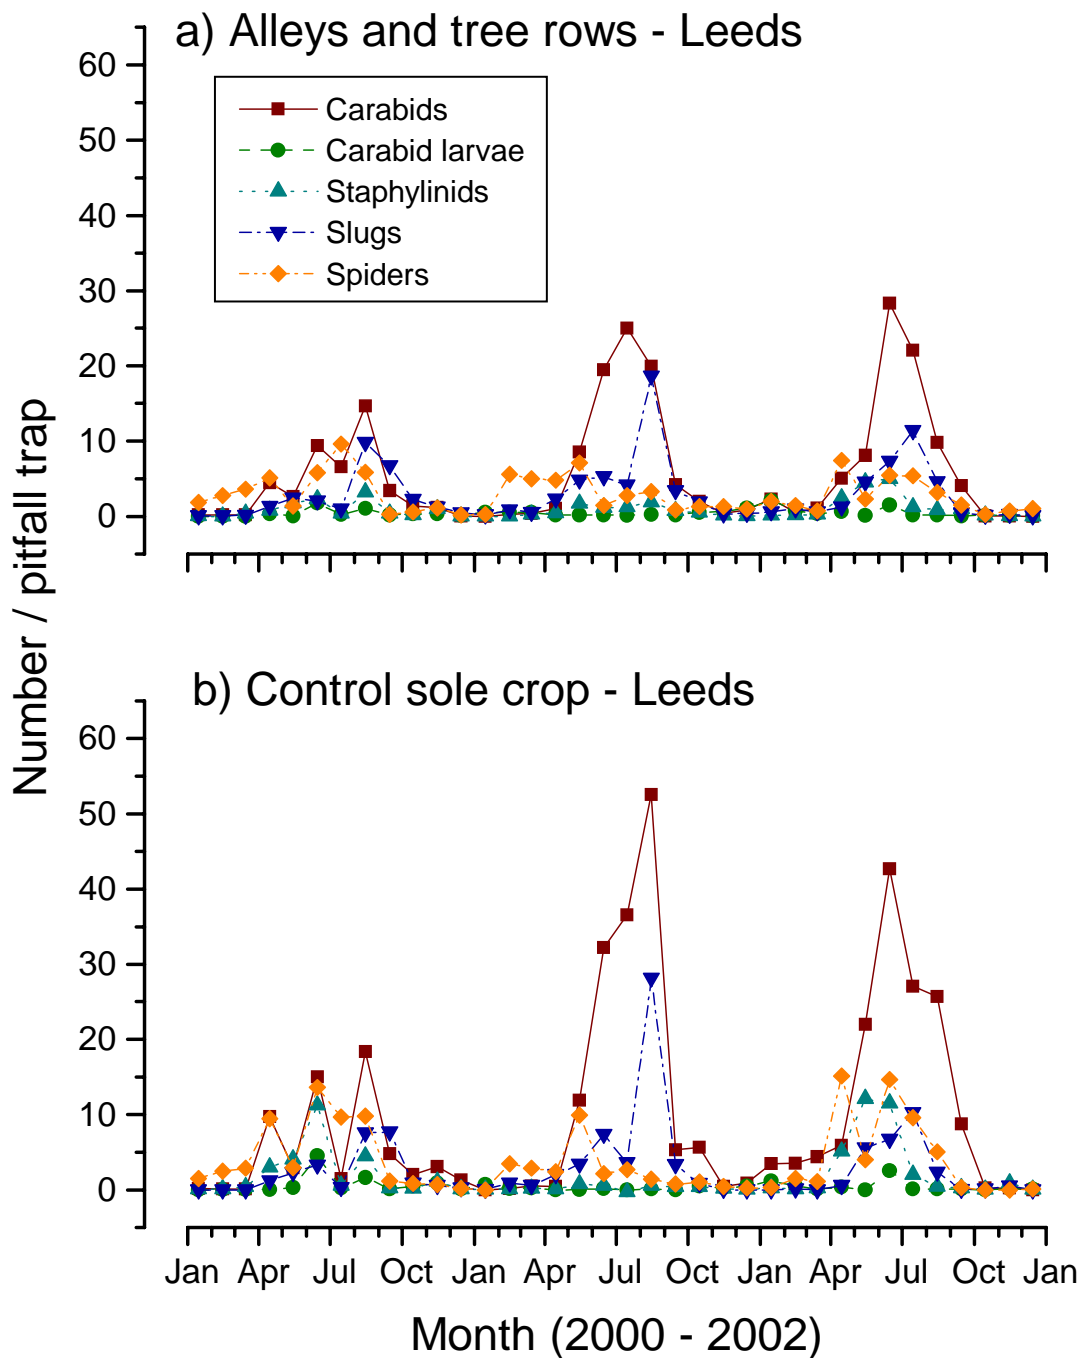 a) Alleys and tree rows - Leeds
60
50
40
30
20
10
0
Carabids
Carabid larvae
Staphylinids
Slugs
Spiders
Number / pitfall trap
b) Control sole crop - Leeds
60
50
40
30
20
10
0
Jan Apr Jul Oct Jan Apr Jul Oct Jan Apr Jul Oct Jan
Month (2000 - 2002)